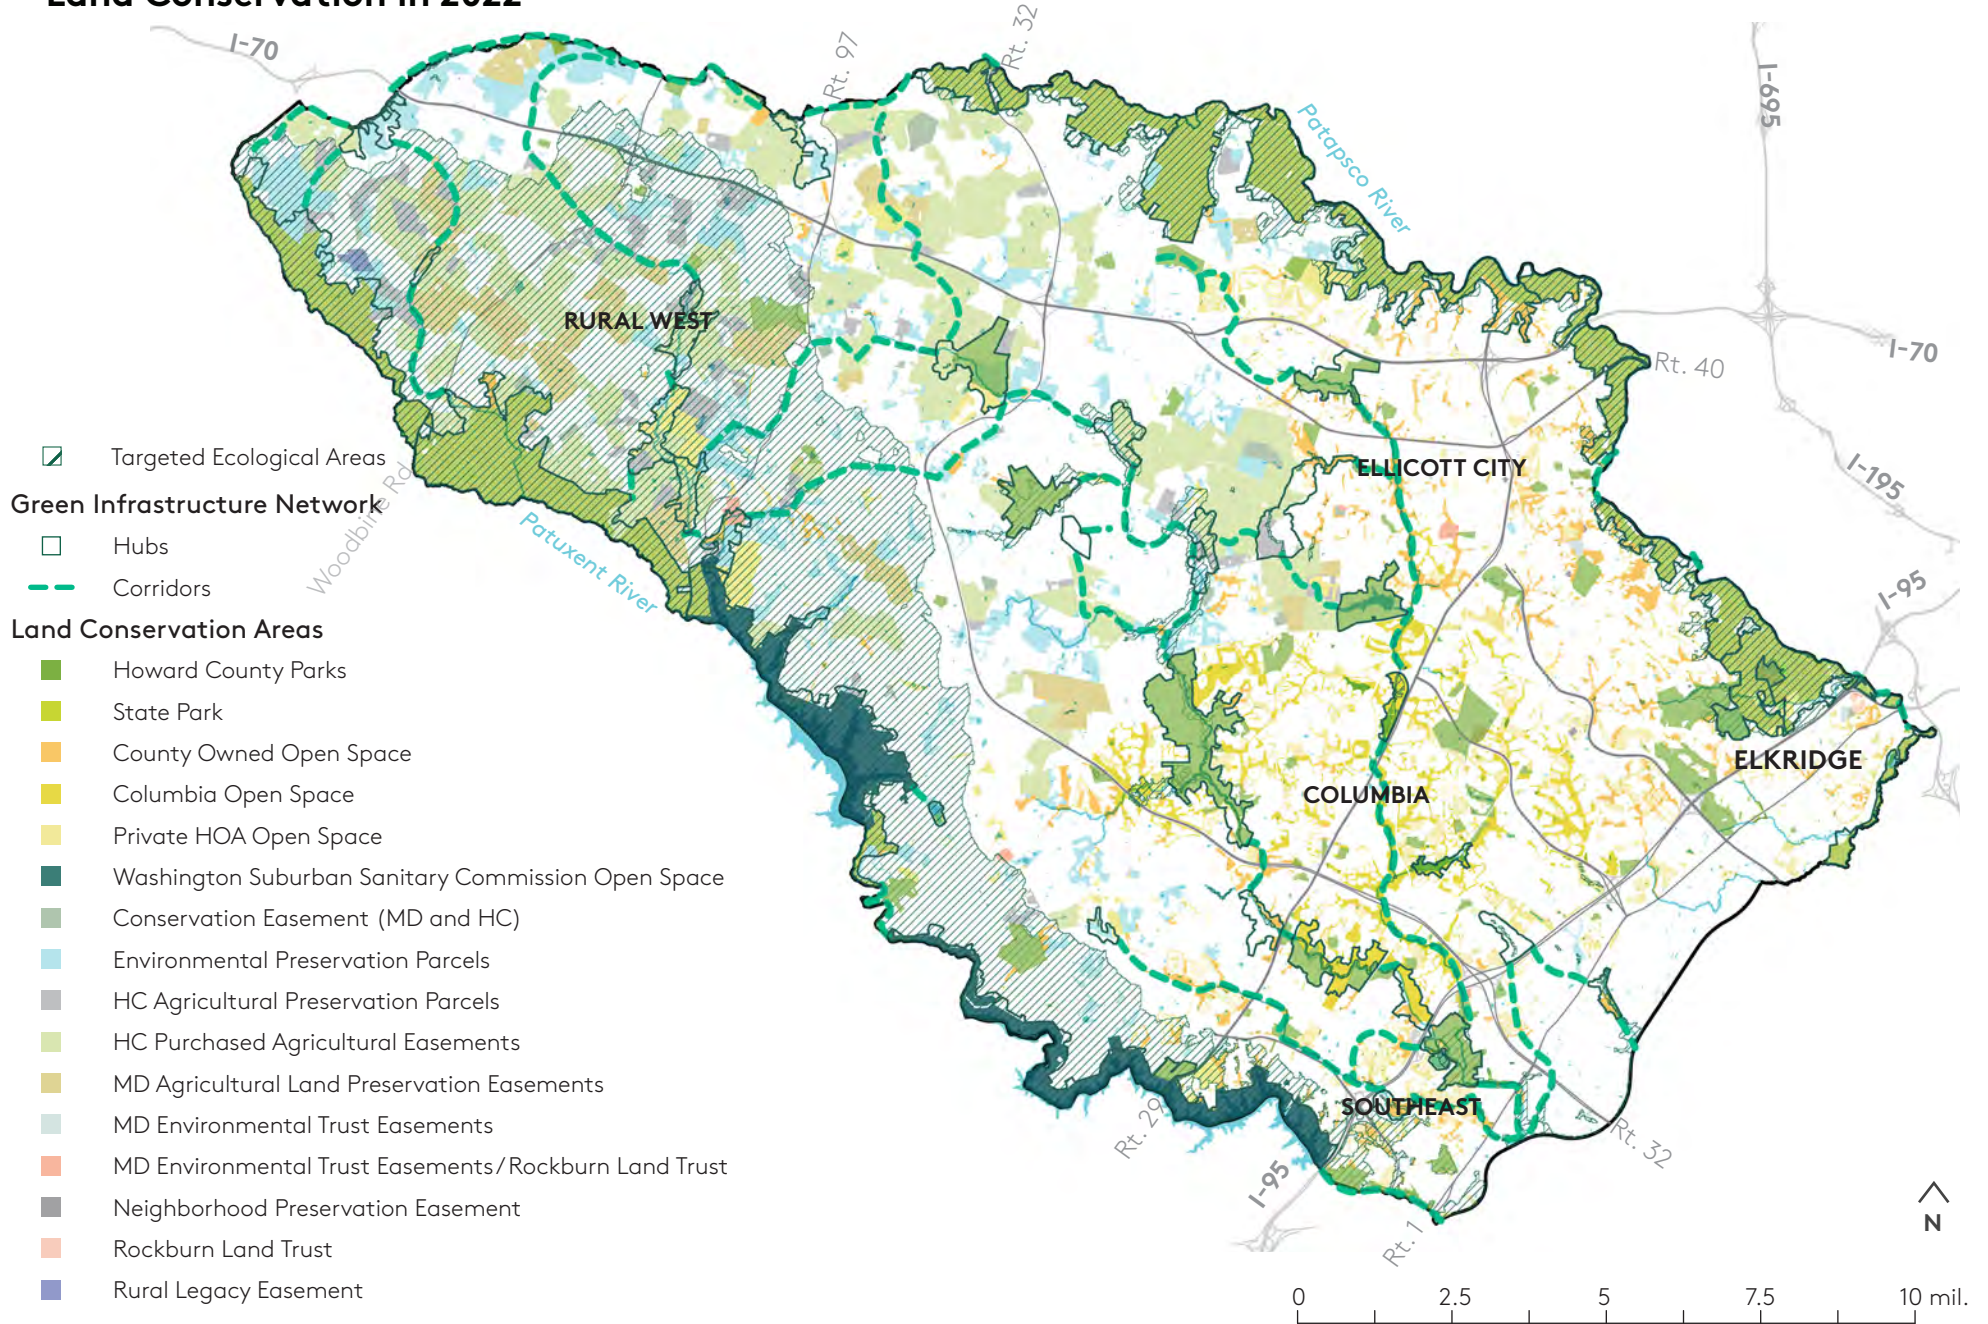 Land Conservation in 2022
I-70
Rt. 97
Rt. 32
I-695
Patapsco River
RURAL WEST
I-70
Rt. 40
ELLICOTT CITY
I-195
Targeted Ecological Areas
Green Infrastructure Network
Woodbine Rd
Patuxent River
I-95
Hubs
Corridors
Land Conservation Areas
Howard County Parks
State Park
County Owned Open Space
Columbia Open Space
Private HOA Open Space
Washington Suburban Sanitary Commission Open Space
Conservation Easement (MD and HC)
Environmental Preservation Parcels
HC Agricultural Preservation Parcels
HC Purchased Agricultural Easements
MD Agricultural Land Preservation Easements
MD Environmental Trust Easements
MD Environmental Trust Easements/Rockburn Land Trust
Neighborhood Preservation Easement
Rockburn Land Trust
Rural Legacy Easement
ELKRIDGE
COLUMBIA
SOUTHEAST
Rt. 29
Rt. 32
I-95
Rt. 1
N
0 2.5 5 7.5 10 mil.